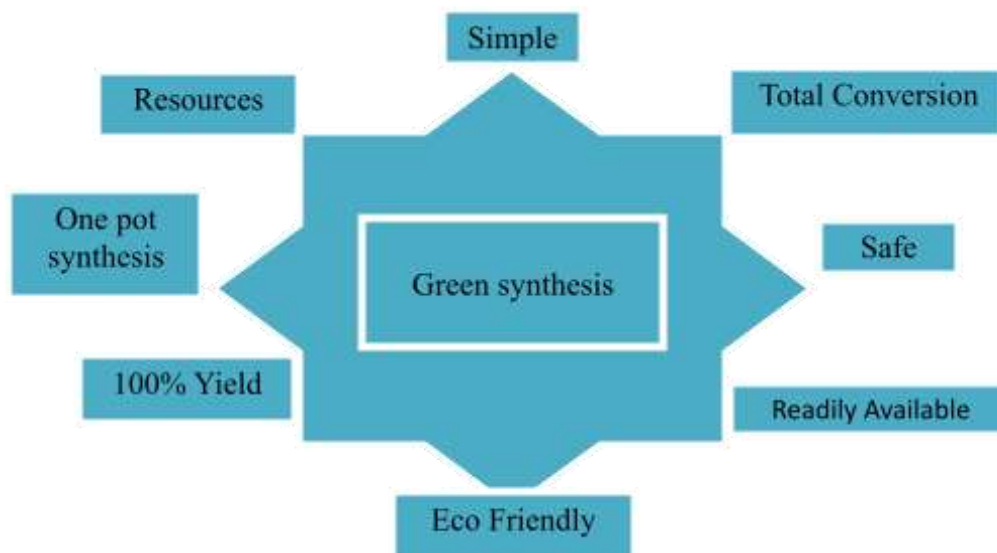 Simple
Resources
Total Conversion
One pot
synthesis
Safe
Green synthesis
100% Yield
Readily Available
Eco Friendly